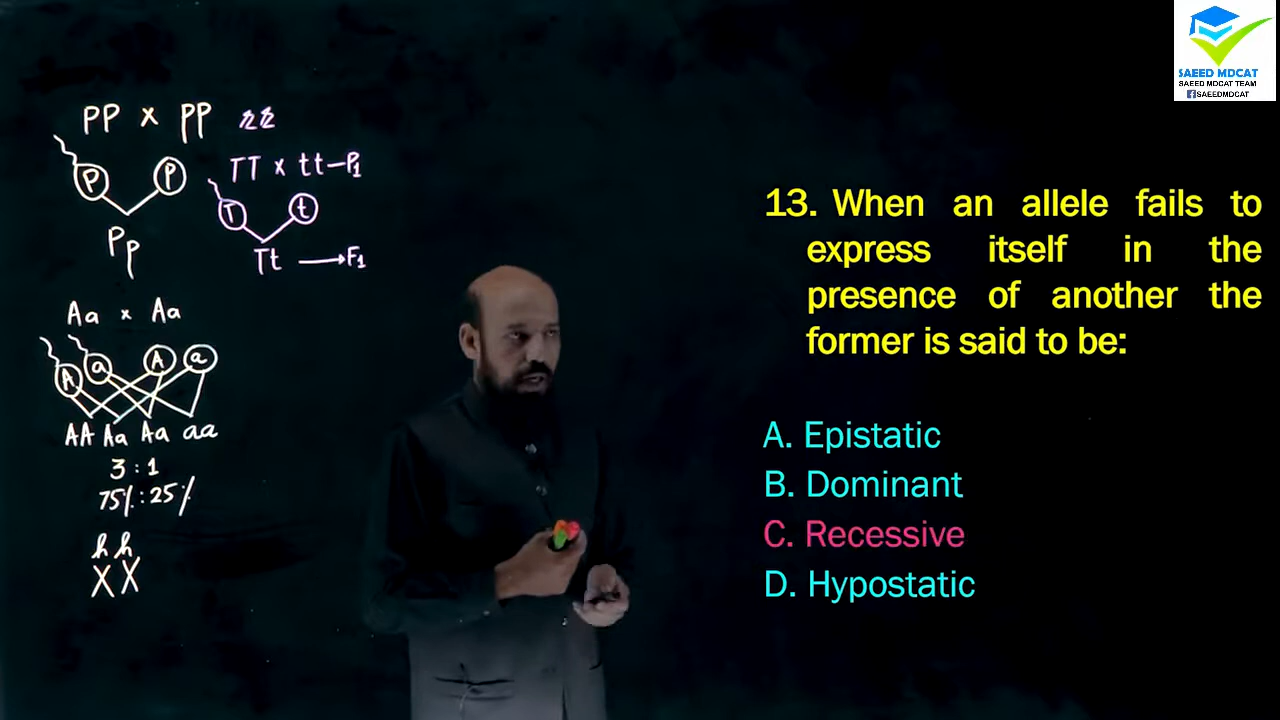 SAEED MDCAT
SAEED MDCAT TEAM
SAEEDMDCAT
PP x PP
TT x tt-P1
P P
T t
Pp
Tt → F1
Aa x Aa
A a A a
AA Aa Aa aa
3 : 1
75% : 25%
h h
X X
13. When an allele fails to
express itself in the
presence of another the
former is said to be:
A. Epistatic
B. Dominant
C. Recessive
D. Hypostatic